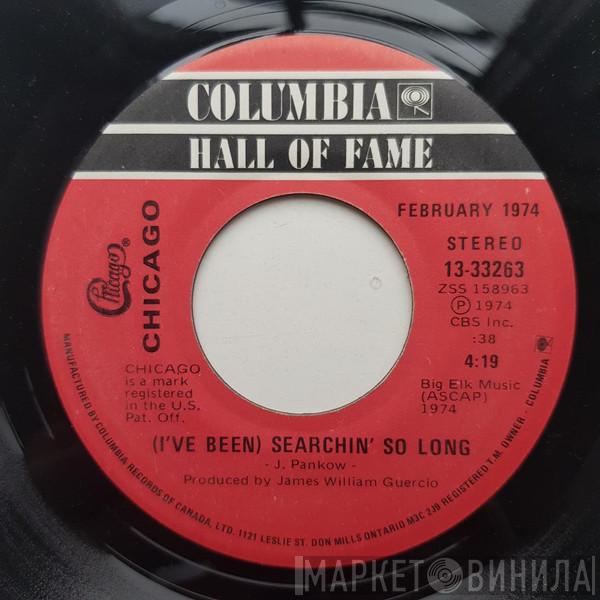 COLUMBIA
HALL OF FAME
FEBRUARY 1974
STEREO
13-33263
ZSS 158963
Ⓟ 1974
CBS Inc.
:38
4:19
Big Elk Music
(ASCAP)
1974
Chicago®
CHICAGO
CHICAGO
is a mark
registered
in the U.S.
Pat. Off.
(I'VE BEEN) SEARCHIN' SO LONG
- J. Pankow -
Produced by James William Guercio
MANUFACTURED BY COLUMBIA RECORDS OF CANADA, LTD. 1121 LESLIE ST. DON MILLS ONTARIO M3C 2J9 REGISTERED T.M. OWNER - COLUMBIA
МАРКЕТ ВИНИЛА